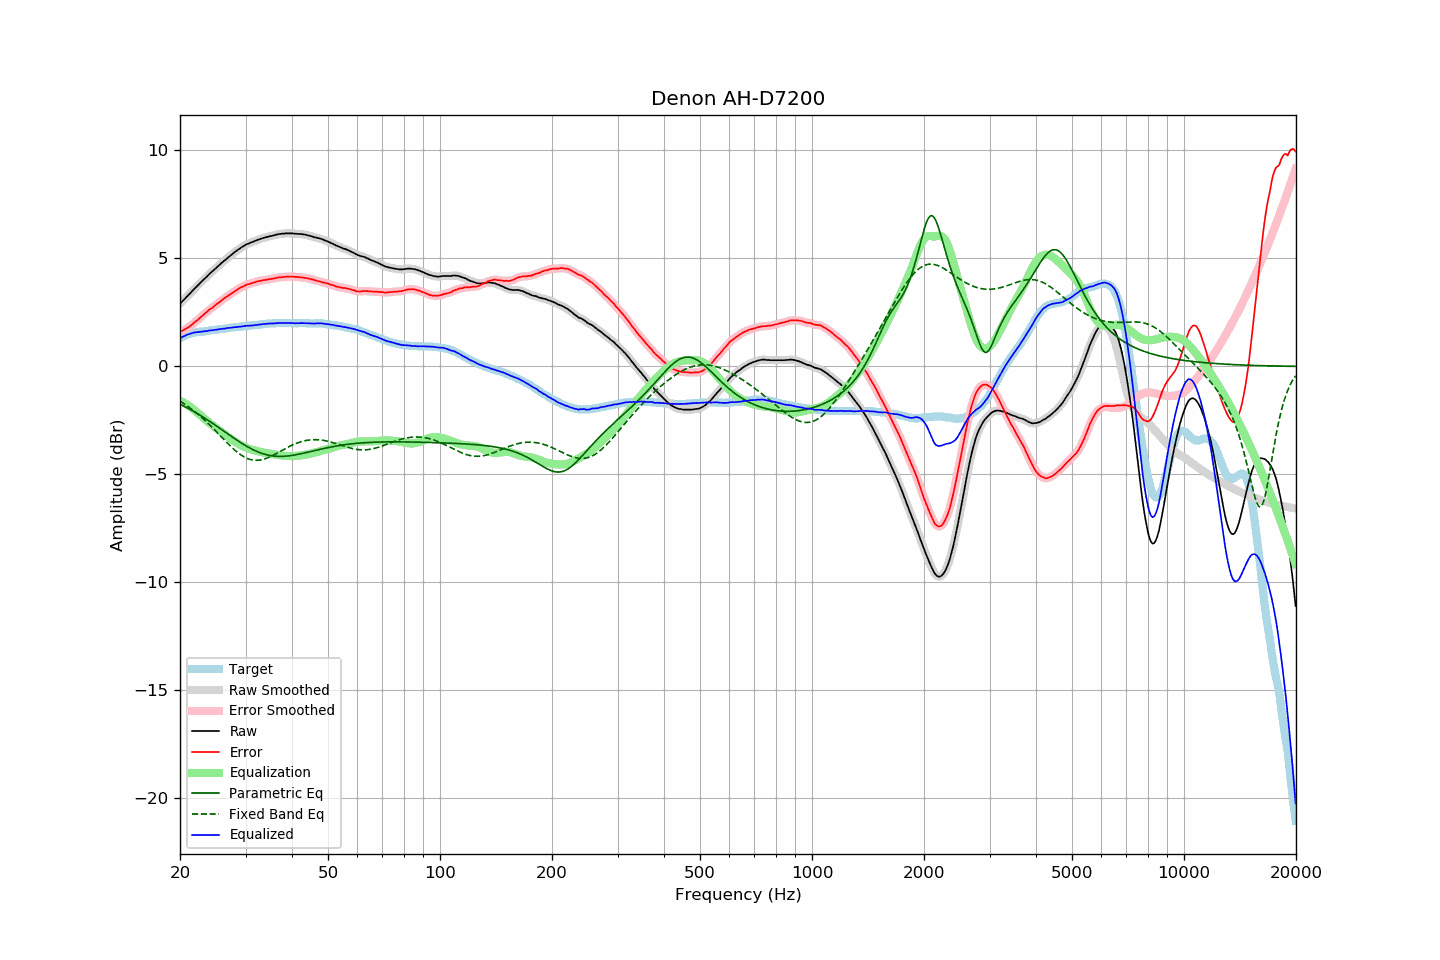 Denon AH-D7200
10
5
0
−5
−10
−15
−20
Amplitude (dBr)
Target
Raw Smoothed
Error Smoothed
Raw
Error
Equalization
Parametric Eq
Fixed Band Eq
Equalized
20 50 100 200 500 1000 2000 5000 10000 20000
Frequency (Hz)